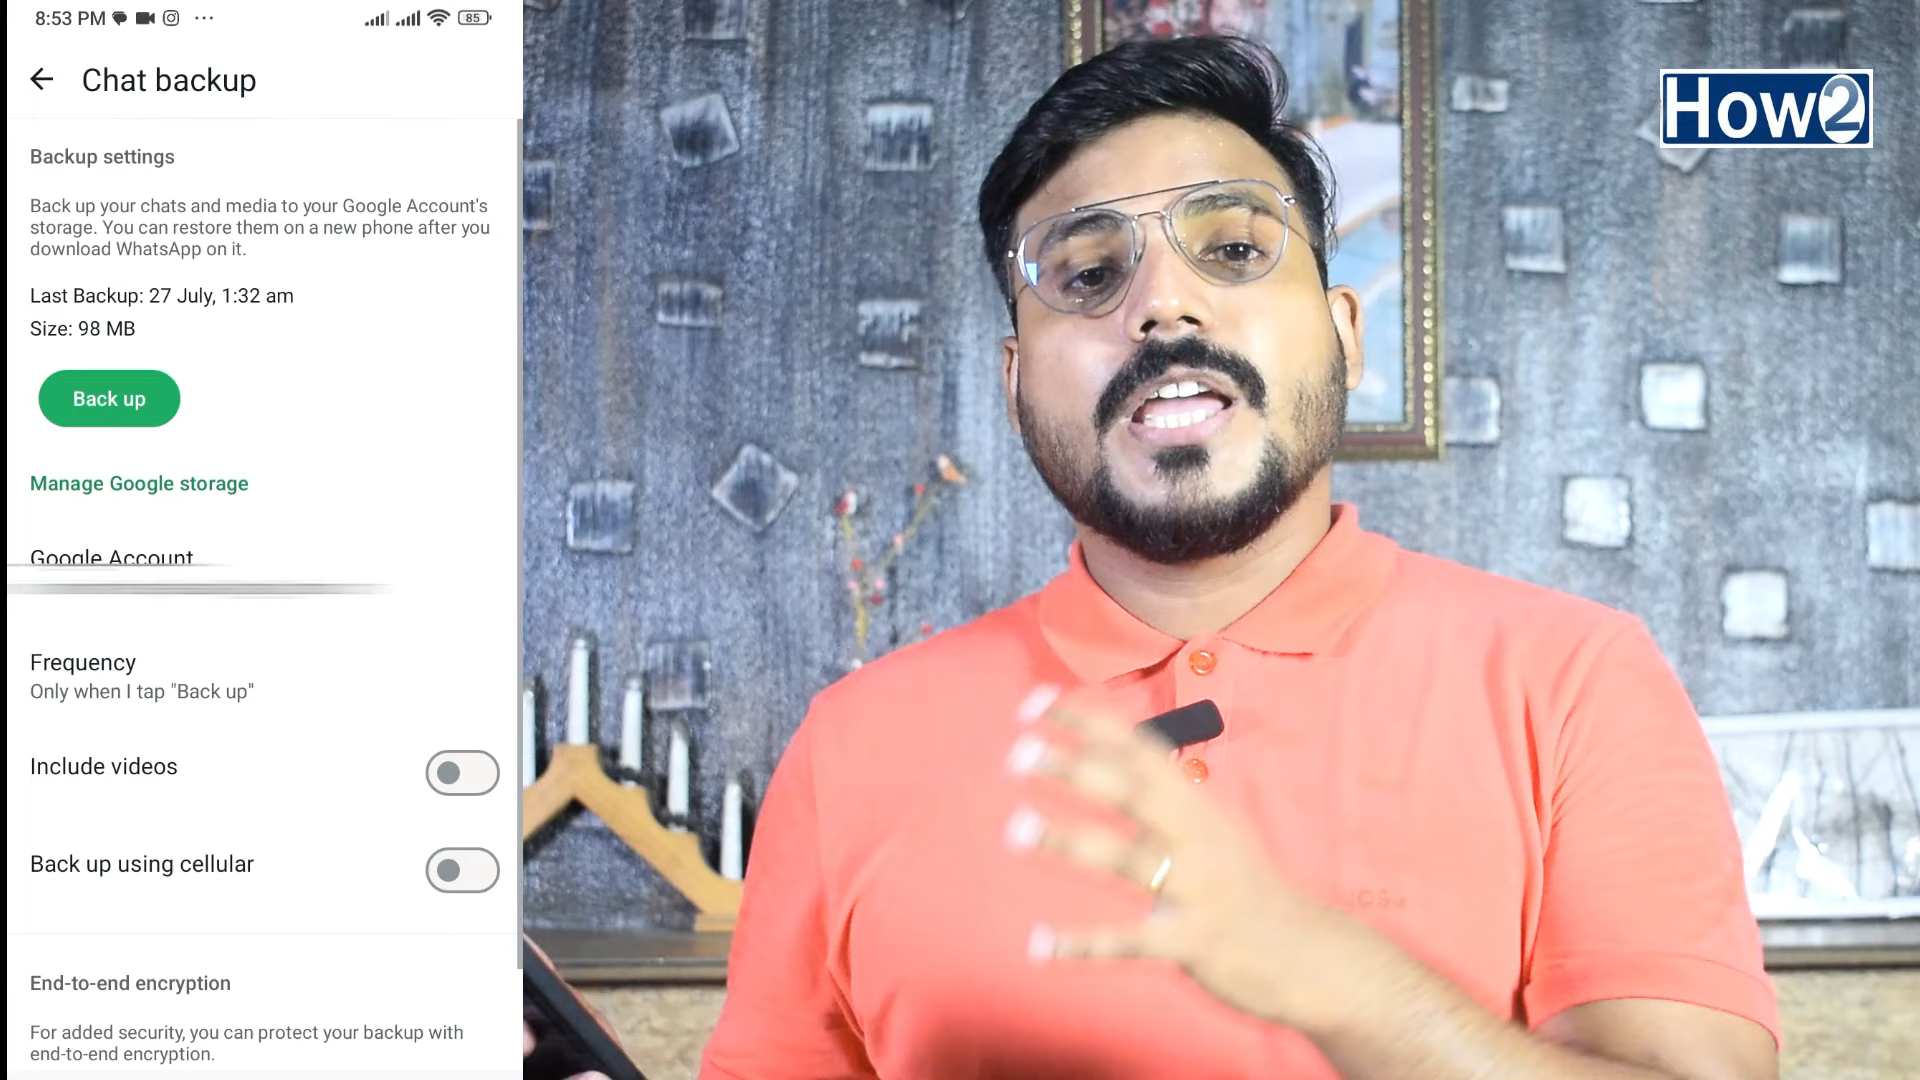 8:53 PM
85
Chat backup
Backup settings
Back up your chats and media to your Google Account's
storage. You can restore them on a new phone after you
download WhatsApp on it.
Last Backup: 27 July, 1:32 am
Size: 98 MB
Back up
Manage Google storage
Google Account
Frequency
Only when I tap "Back up"
Include videos
Back up using cellular
End-to-end encryption
For added security, you can protect your backup with
end-to-end encryption.
How2